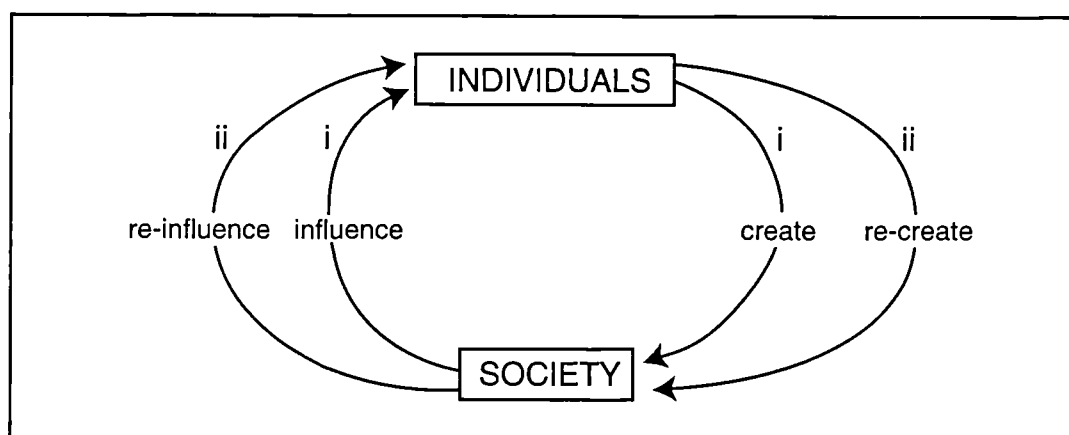 INDIVIDUALS
ii i i ii
re-influence influence create re-create
SOCIETY